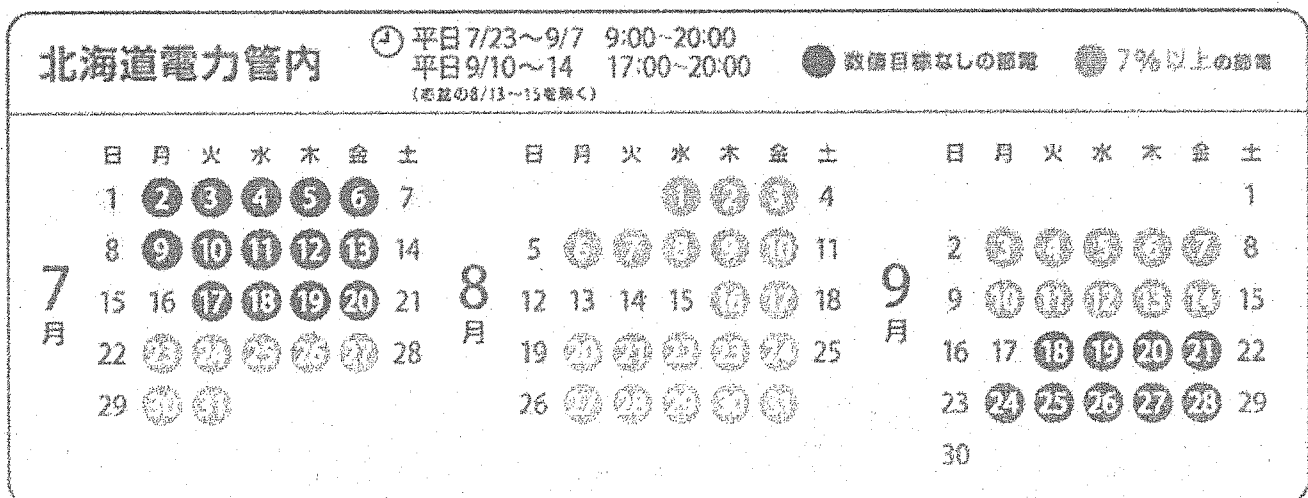 北海道電力管内
平日7/23～9/7 9:00~20:00
平日9/10～14 17:00~20:00
(お盆の8/13～15を除く)
数値目標なしの節電
7%以上の節電
7月
日 月 火 水 木 金 土
1 2 3 4 5 6 7
8 9 10 11 12 13 14
15 16 17 18 19 20 21
22 23 24 25 26 27 28
29 30 31
8月
日 月 火 水 木 金 土
1 2 3 4
5 6 7 8 9 10 11
12 13 14 15 16 17 18
19 20 21 22 23 24 25
26 27 28 29 30 31
9月
日 月 火 水 木 金 土
1
2 3 4 5 6 7 8
9 10 11 12 13 14 15
16 17 18 19 20 21 22
23 24 25 26 27 28 29
30